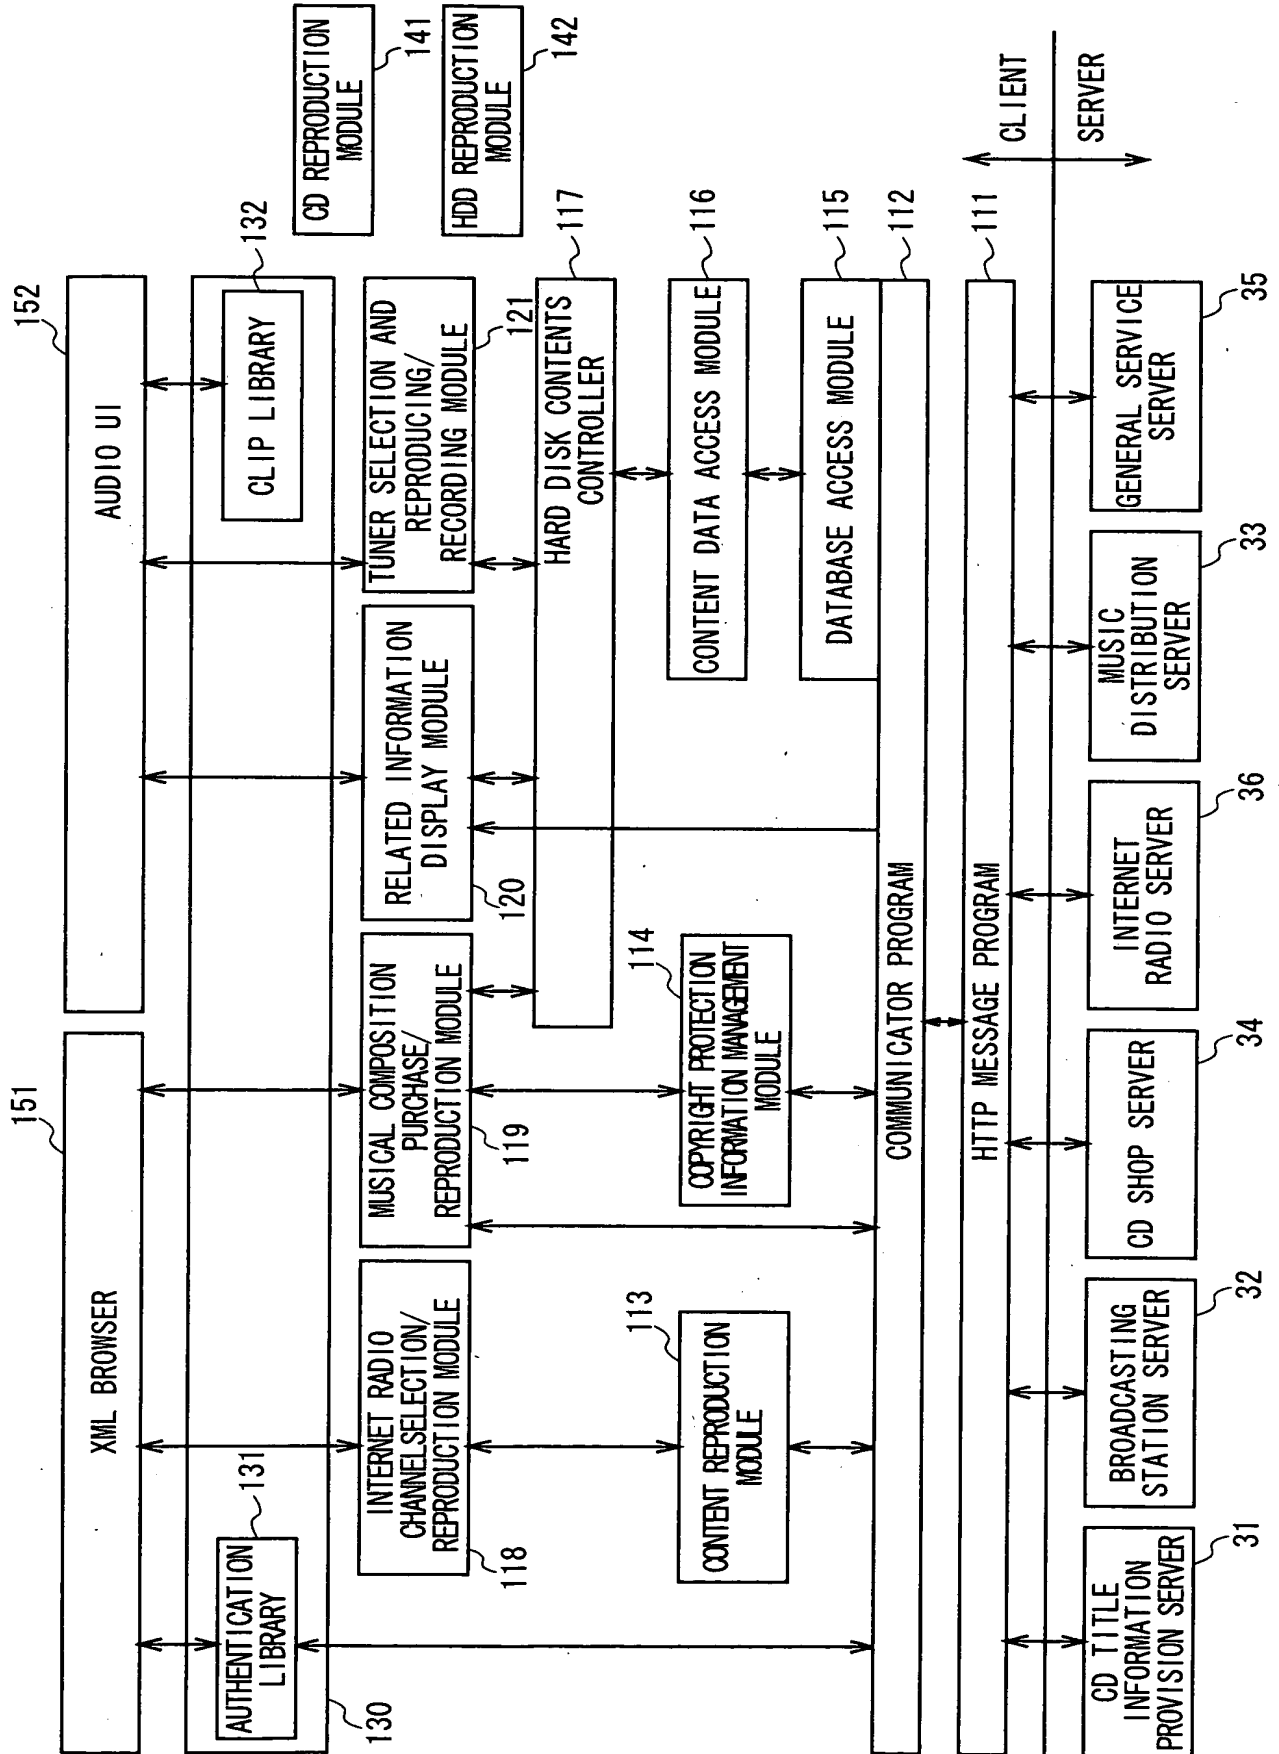 151
XML BROWSER
152
AUDIO UI
131
AUTHENTICATION
LIBRARY
130
132
CLIP LIBRARY
INTERNET RADIO
CHANNELSELECTION/
REPRODUCTION MODULE
118
MUSICAL COMPOSITION
PURCHASE/
REPRODUCTION MODULE
119
RELATED INFORMATION
DISPLAY MODULE
120
TUNER SELECTION AND
REPRODUCING/
RECORDING MODULE
121
CD REPRODUCTION
MODULE
141
HDD REPRODUCTION
MODULE
142
HARD DISK CONTENTS
CONTROLLER
117
CONTENT REPRODUCTION
MODULE
113
COPYRIGHT PROTECTION
INFORMATION MANAGEMENT
MODULE
114
CONTENT DATA ACCESS MODULE
116
DATABASE ACCESS MODULE
115
COMMUNICATOR PROGRAM
112
HTTP MESSAGE PROGRAM
111
CLIENT
SERVER
CD TITLE
INFORMATION
PROVISION SERVER
31
BROADCASTING
STATION SERVER
32
CD SHOP SERVER
34
INTERNET
RADIO SERVER
36
MUSIC
DISTRIBUTION
SERVER
33
GENERAL SERVICE
SERVER
35